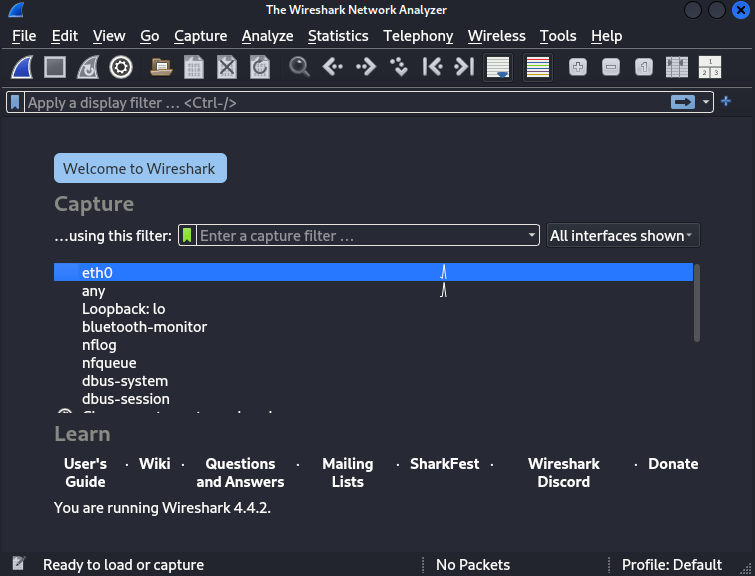 The Wireshark Network Analyzer
File Edit View Go Capture Analyze Statistics Telephony Wireless Tools Help
Apply a display filter … <Ctrl-/>
Welcome to Wireshark
Capture
…using this filter: Enter a capture filter … All interfaces shown
eth0
any
Loopback: lo
bluetooth-monitor
nflog
nfqueue
dbus-system
dbus-session
Learn
User's Guide · Wiki · Questions and Answers · Mailing Lists · SharkFest · Wireshark Discord · Donate
You are running Wireshark 4.4.2.
Ready to load or capture No Packets Profile: Default